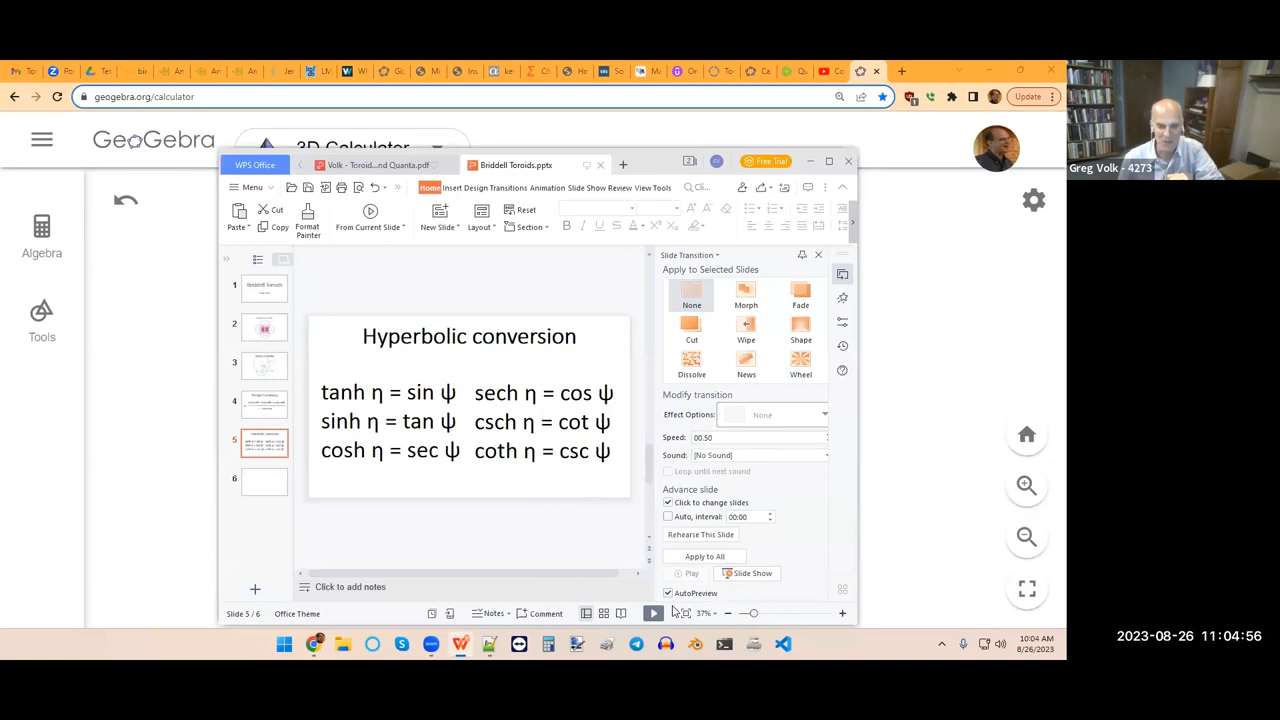 geogebra.org/calculator
Update
GeoGebra
3D Calculator
Greg Volk - 4273
WPS Office
Volk - Toroid...nd Quanta.pdf
Briddell Toroids.pptx
Free Trial
Menu
Home Insert Design Transitions Animation Slide Show Review View Tools
Cut
Paste
Copy
Format
Painter
From Current Slide
New Slide
Layout
Reset
Section
Algebra
Tools
1
2
3
4
5
6
Hyperbolic conversion
tanh η = sin ψ sech η = cos ψ
sinh η = tan ψ csch η = cot ψ
cosh η = sec ψ coth η = csc ψ
Slide Transition
Apply to Selected Slides
None Morph Fade
Cut Wipe Shape
Dissolve News Wheel
Modify transition
Effect Options: None
Speed: 00.50
Sound: [No Sound]
Loop until next sound
Advance slide
Click to change slides
Auto, interval: 00:00
Rehearse This Slide
Apply to All
Play Slide Show
AutoPreview
Click to add notes
Slide 5 / 6 Office Theme
Notes Comment
37%
10:04 AM
8/26/2023
2023-08-26 11:04:56